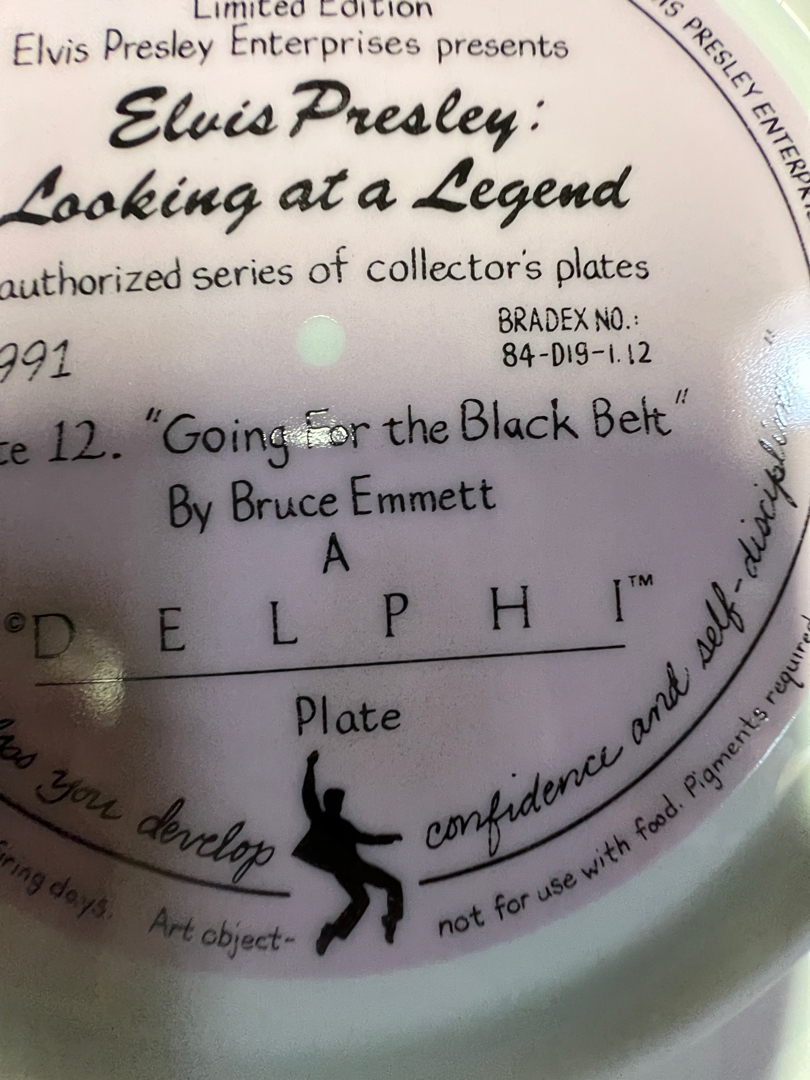 Limited Edition
Elvis Presley Enterprises presents
Elvis Presley:
Looking at a Legend
authorized series of collector's plates
991
BRADEX NO.:
84-D19-1.12
te 12. "Going For the Black Belt"
By Bruce Emmett
A
©DELPHI™
Plate
you develop confidence and self-discipline."
firing days. Art object- not for use with food. Pigments required
IS PRESLEY ENTERPRI